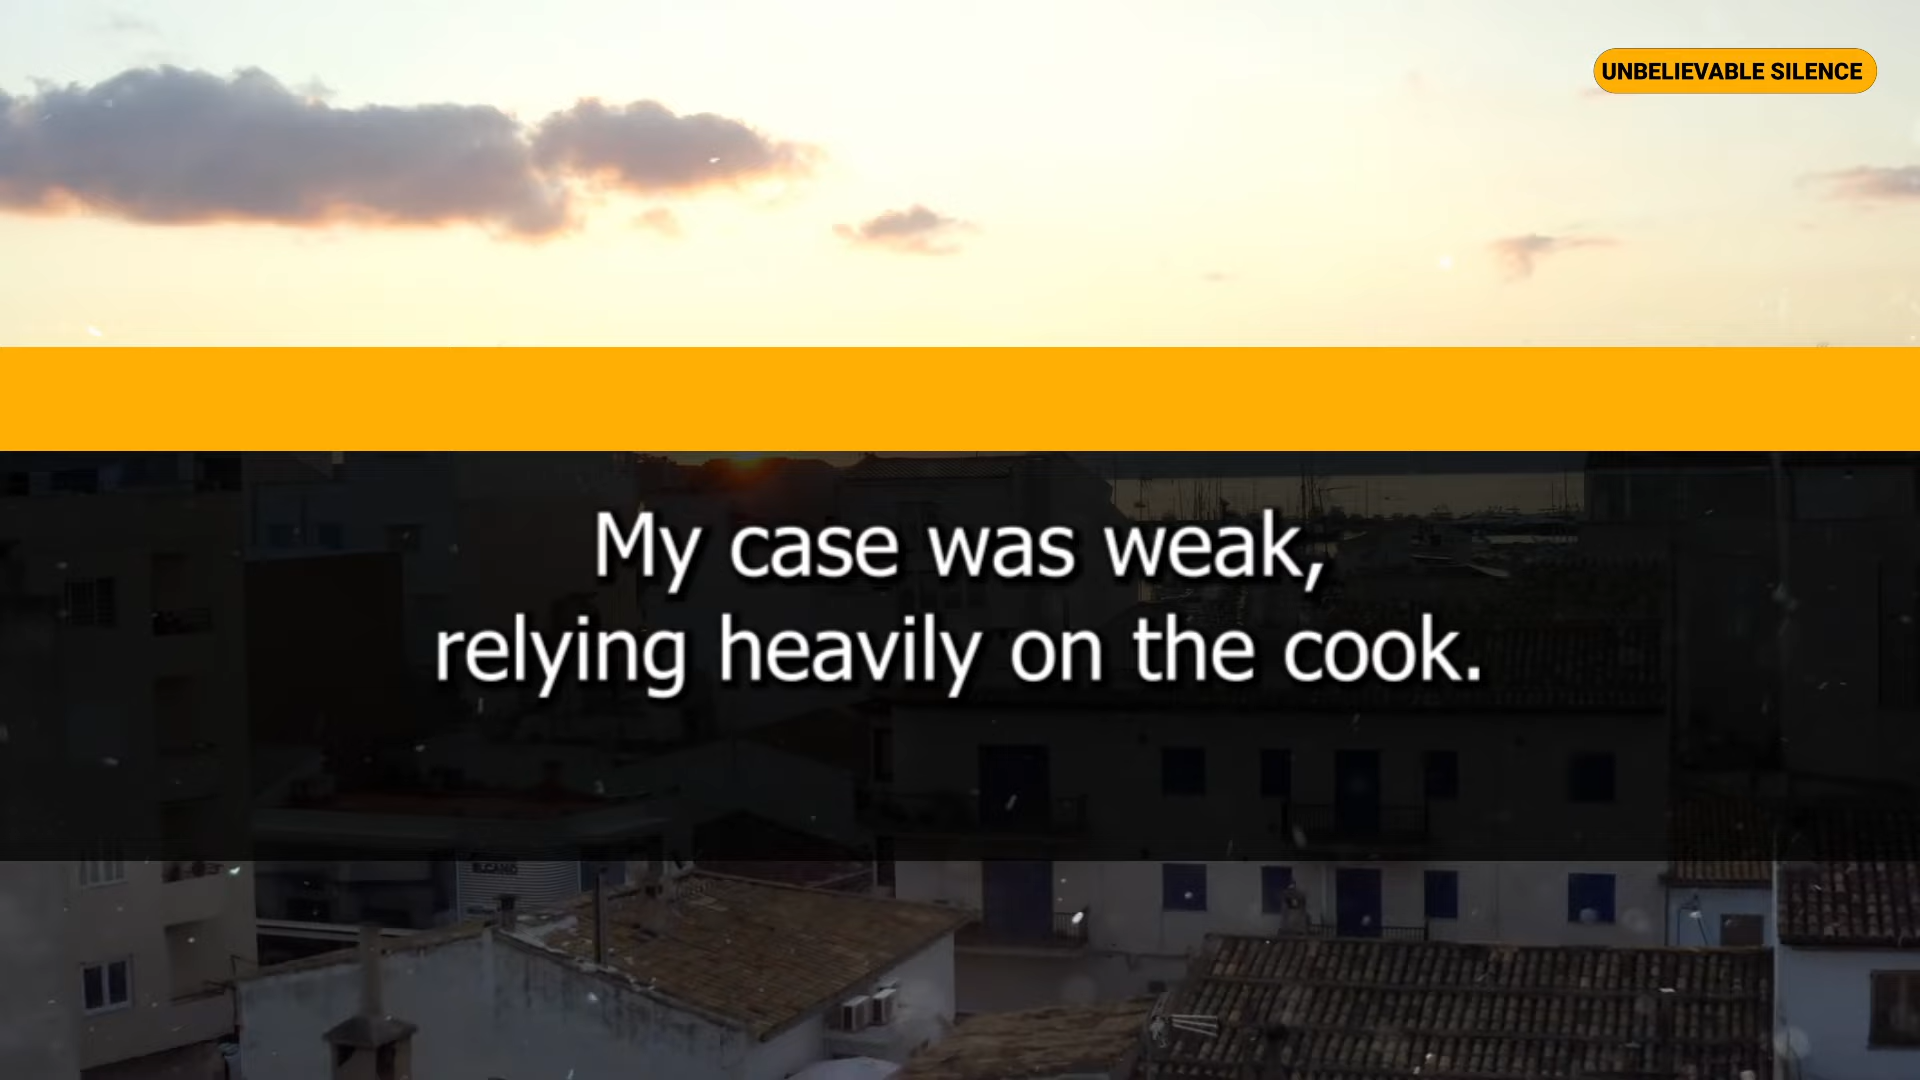 UNBELIEVABLE SILENCE
My case was weak,
relying heavily on the cook.